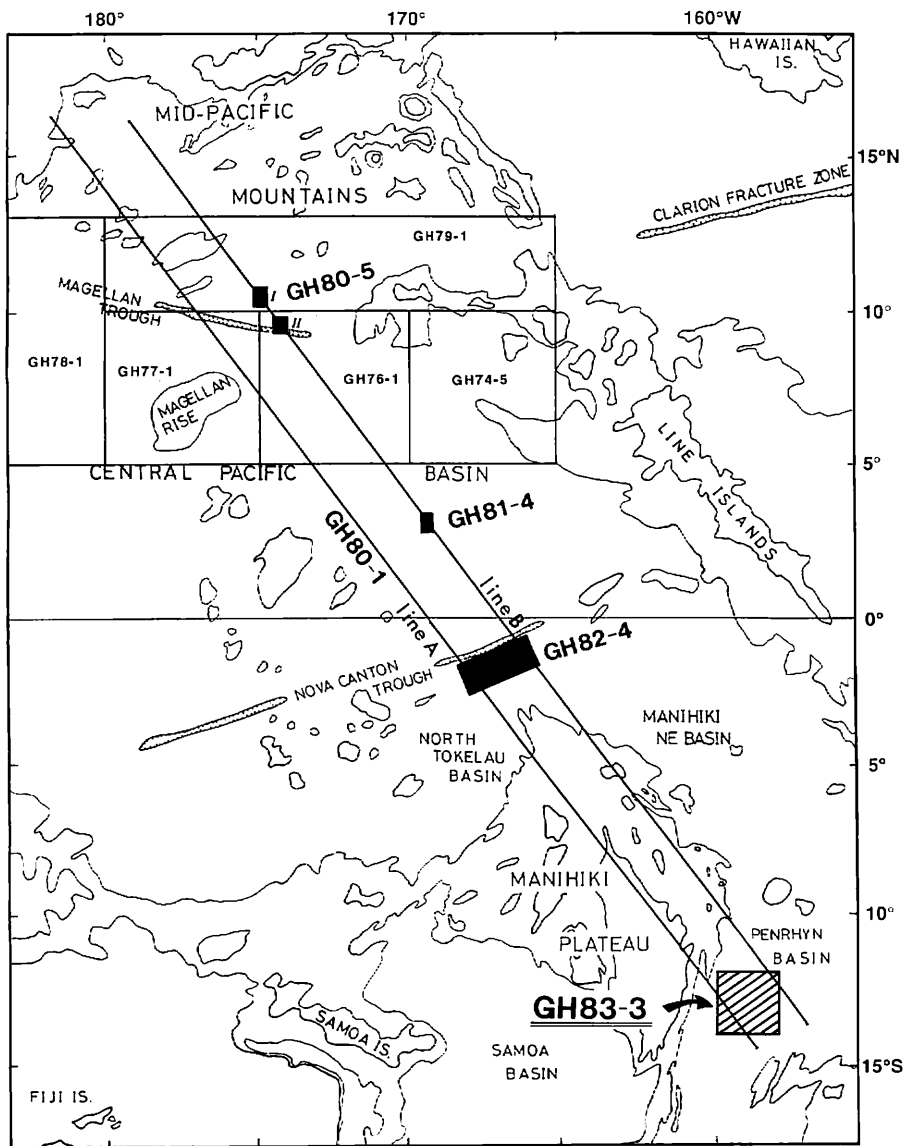 180°
170°
160°W
HAWAIIAN
IS.
MID-PACIFIC
15°N
MOUNTAINS
CLARION FRACTURE ZONE
GH79-1
MAGELLAN
TROUGH
I
GH80-5
II
10°
GH78-1
GH77-1
GH76-1
GH74-5
MAGELLAN
RISE
LINE
ISLANDS
CENTRAL PACIFIC
BASIN
5°
GH81-4
GH80-1
line A
line B
0°
GH82-4
NOVA CANTON
TROUGH
NORTH
TOKELAU
BASIN
MANIHIKI
NE BASIN
5°
MANIHIKI
PLATEAU
10°
PENRHYN
BASIN
GH83-3
SAMOA IS.
SAMOA
BASIN
15°S
FIJI IS.